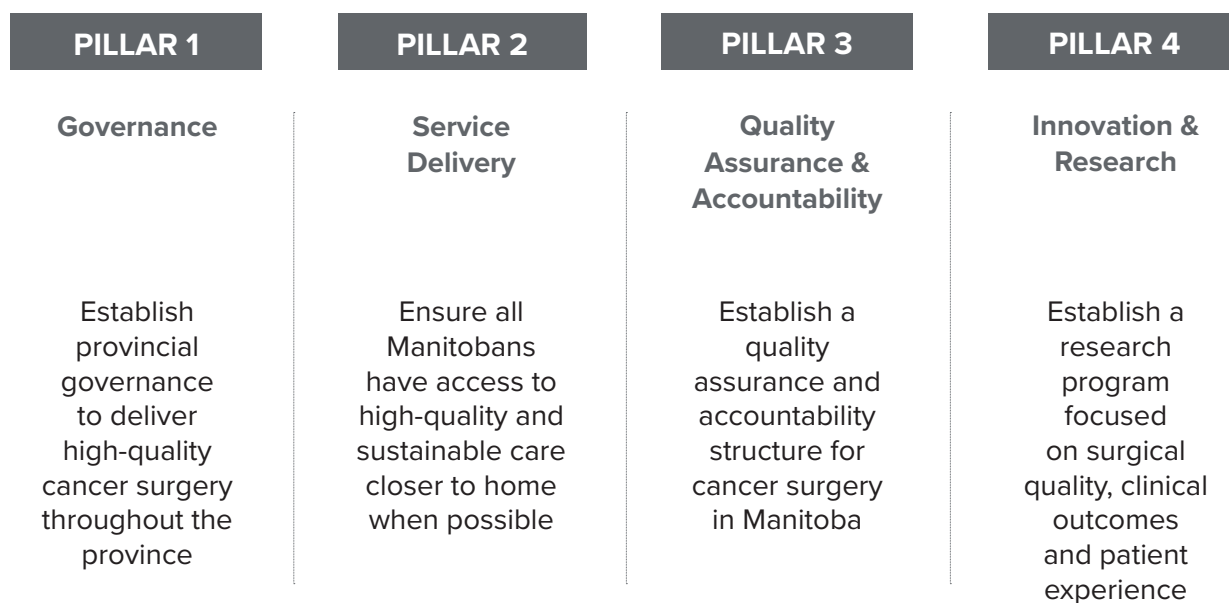 PILLAR 1
Governance
Establish
provincial
governance
to deliver
high-quality
cancer surgery
throughout the
province
PILLAR 2
Service
Delivery
Ensure all
Manitobans
have access to
high-quality and
sustainable care
closer to home
when possible
PILLAR 3
Quality
Assurance &
Accountability
Establish a
quality
assurance and
accountability
structure for
cancer surgery
in Manitoba
PILLAR 4
Innovation &
Research
Establish a
research
program
focused
on surgical
quality, clinical
outcomes
and patient
experience